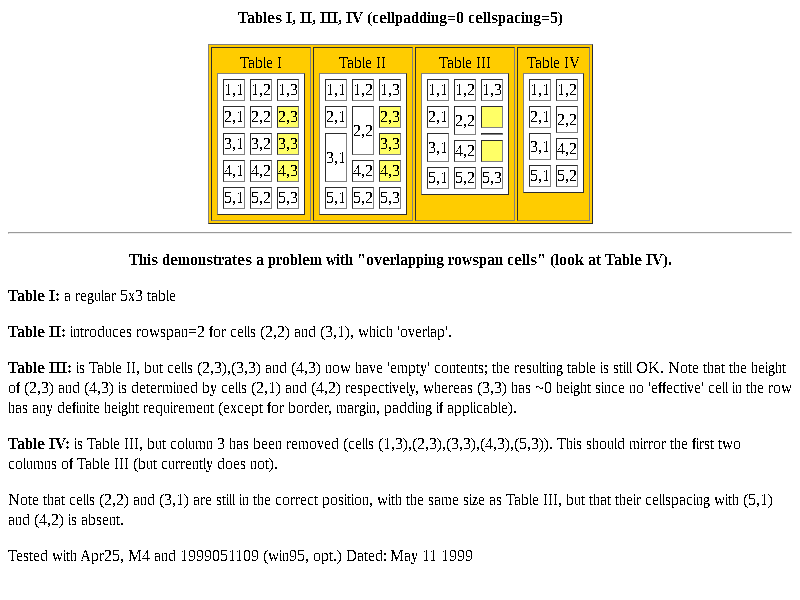 Tables I, II, III, IV (cellpadding=0 cellspacing=5)
Table I Table II Table III Table IV
1,1 1,2 1,3 1,1 1,2 1,3 1,1 1,2 1,3 1,1 1,2
2,1 2,2 2,3 2,1 2,2 2,3 2,1 2,2 2,1 2,2
3,1 3,2 3,3 3,1 3,3 3,1 4,2 3,1 4,2
4,1 4,2 4,3 4,2 4,3 5,1 5,2 5,3 5,1 5,2
5,1 5,2 5,3 5,1 5,2 5,3
This demonstrates a problem with "overlapping rowspan cells" (look at Table IV).
Table I: a regular 5x3 table
Table II: introduces rowspan=2 for cells (2,2) and (3,1), which 'overlap'.
Table III: is Table II, but cells (2,3),(3,3) and (4,3) now have 'empty' contents; the resulting table is still OK. Note that the height
of (2,3) and (4,3) is determined by cells (2,1) and (4,2) respectively, whereas (3,3) has ~0 height since no 'effective' cell in the row
has any definite height requirement (except for border, margin, padding if applicable).
Table IV: is Table III, but column 3 has been removed (cells (1,3),(2,3),(3,3),(4,3),(5,3)). This should mirror the first two
columns of Table III (but currently does not).
Note that cells (2,2) and (3,1) are still in the correct position, with the same size as Table III, but that their cellspacing with (5,1)
and (4,2) is absent.
Tested with Apr25, M4 and 1999051109 (win95, opt.) Dated: May 11 1999